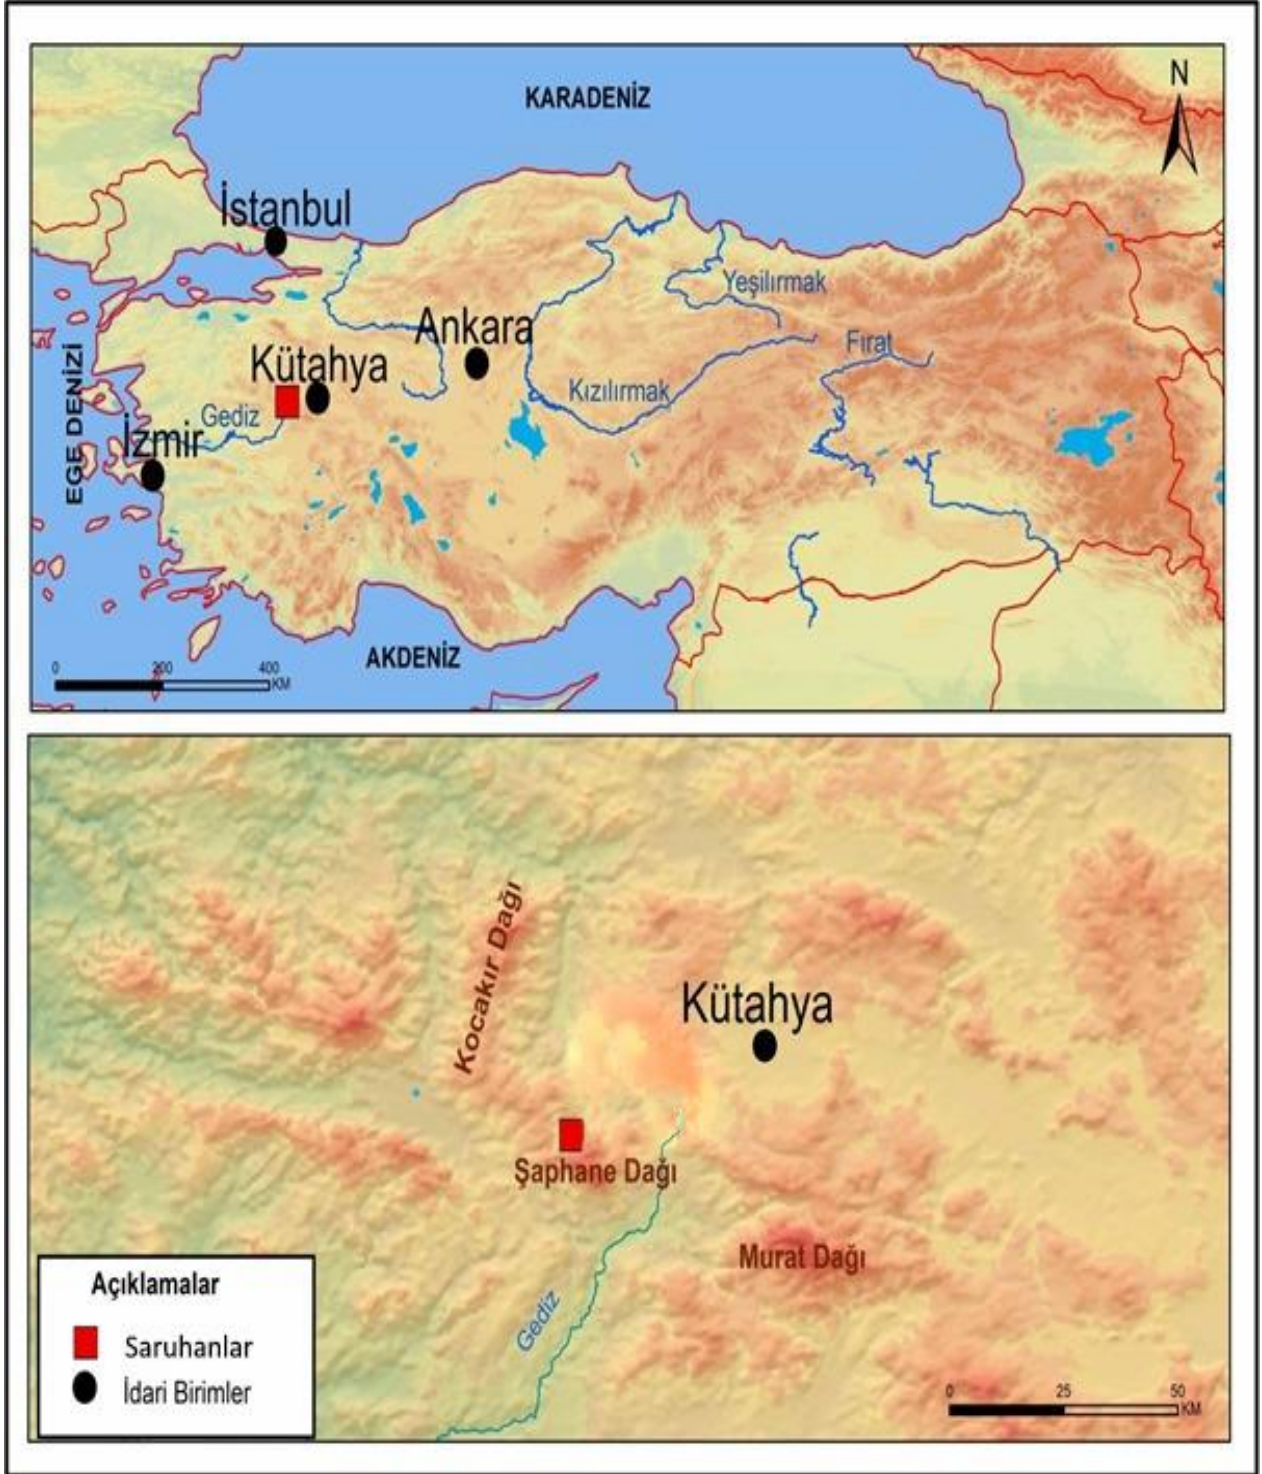 KARADENİZ
N
İstanbul
Yeşilırmak
Ankara
Fırat
Kütahya
Kızılırmak
Gediz
İzmir
EGE DENİZİ
AKDENİZ
0 200 400
KM
Kocakır Dağı
Kütahya
Şaphane Dağı
Murat Dağı
Gediz
Açıklamalar
Saruhanlar
İdari Birimler
0 25 50
KM